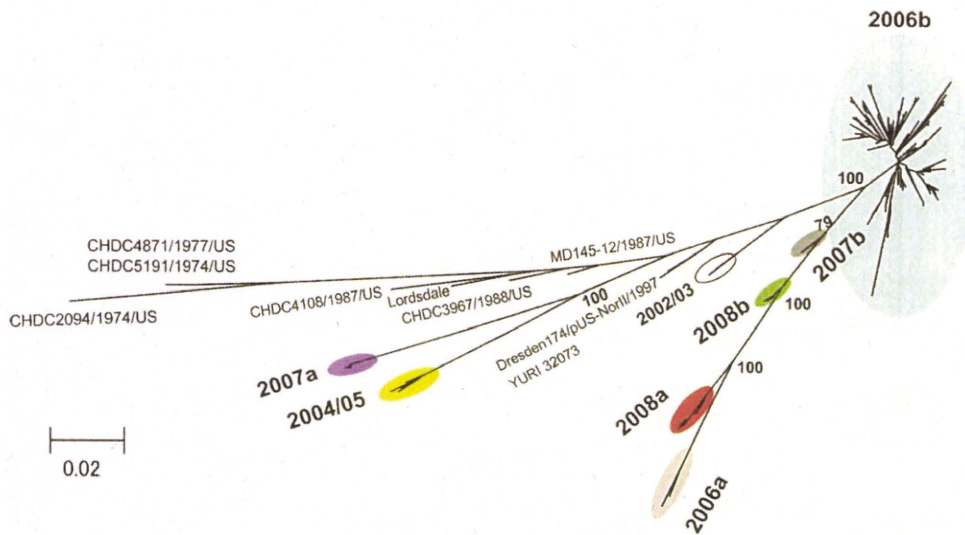 2006b
100
79
2007b
CHDC4871/1977/US
CHDC5191/1974/US
MD145-12/1987/US
CHDC2094/1974/US
CHDC4108/1987/US
Lordsdale
CHDC3967/1988/US
100
Dresden174/pUS-NorII/1997
YURI 32073
2002/03
2008b
100
2007a
2004/05
100
2008a
2006a
0.02